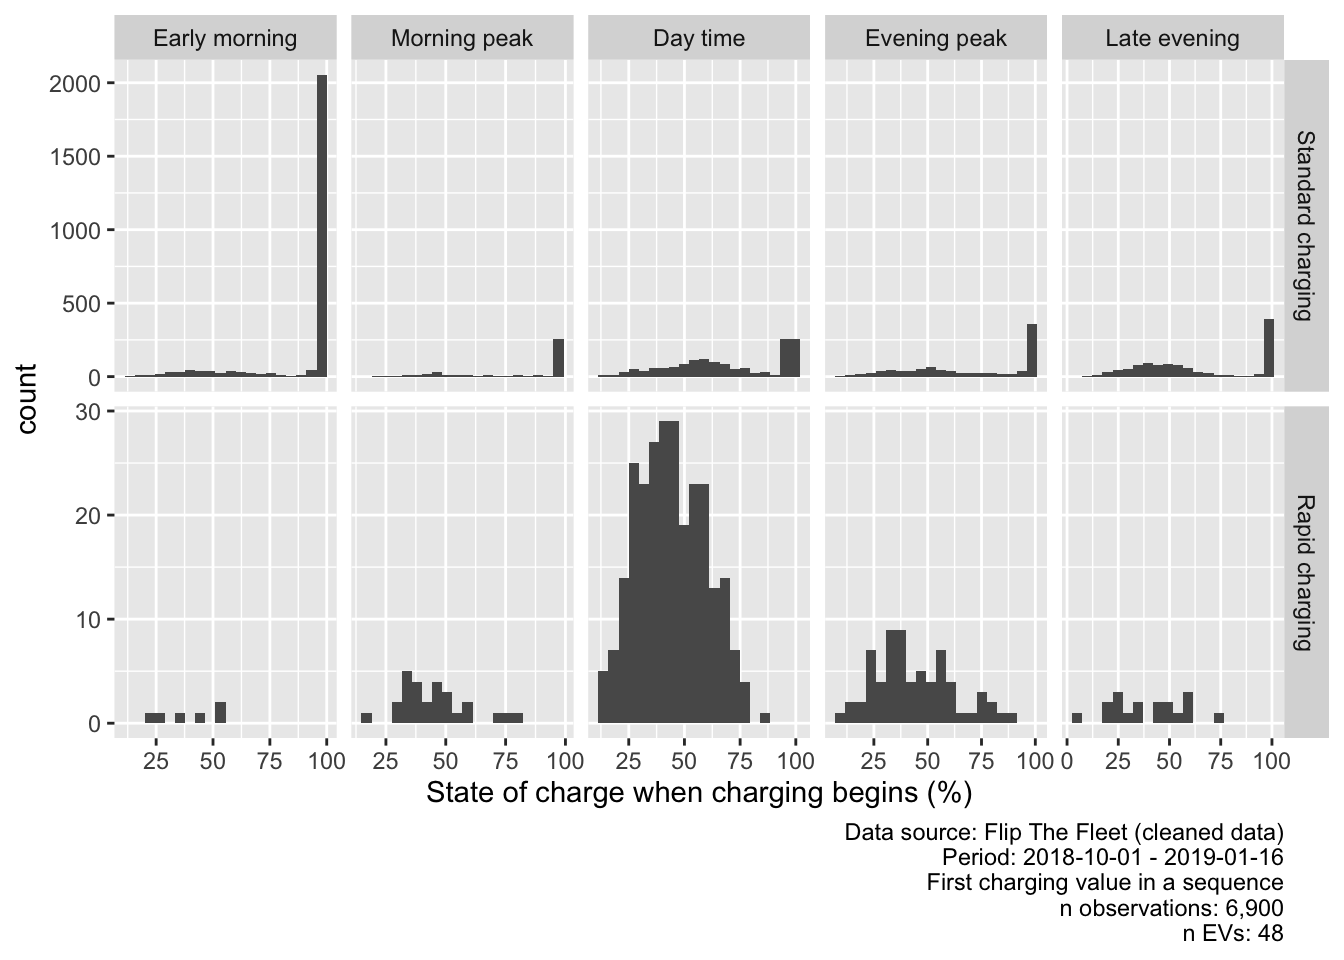 Early morning
Morning peak
Day time
Evening peak
Late evening
2000
1500
1000
500
0
Standard charging
count
30
20
10
0
Rapid charging
25 50 75 100
25 50 75 100
25 50 75 100
25 50 75 100
0 25 50 75 100
State of charge when charging begins (%)
Data source: Flip The Fleet (cleaned data)
Period: 2018-10-01 - 2019-01-16
First charging value in a sequence
n observations: 6,900
n EVs: 48